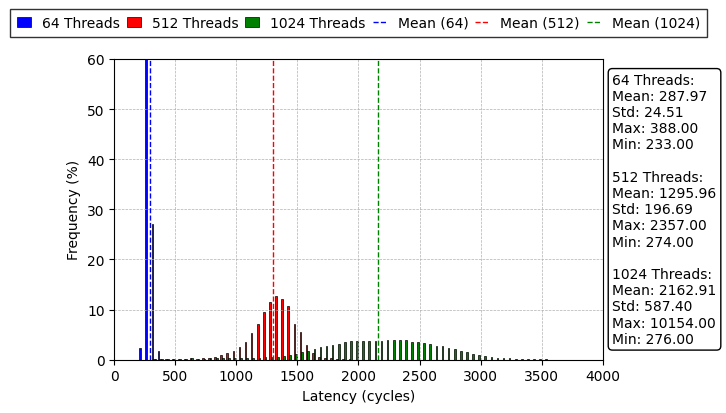 64 Threads 512 Threads 1024 Threads Mean (64) Mean (512) Mean (1024)
60
50
40
30
20
10
0
Frequency (%)
0 500 1000 1500 2000 2500 3000 3500 4000
Latency (cycles)
64 Threads:
Mean: 287.97
Std: 24.51
Max: 388.00
Min: 233.00
512 Threads:
Mean: 1295.96
Std: 196.69
Max: 2357.00
Min: 274.00
1024 Threads:
Mean: 2162.91
Std: 587.40
Max: 10154.00
Min: 276.00